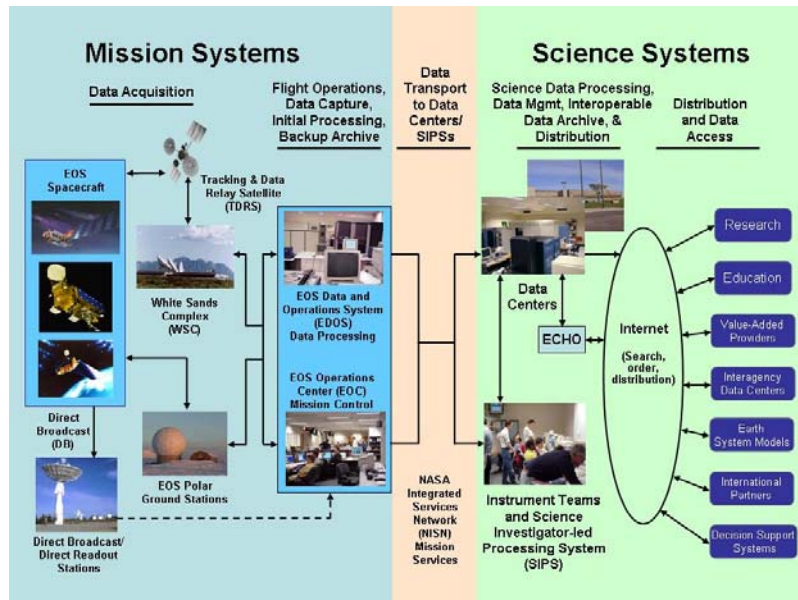 Mission Systems
Science Systems
Data Acquisition
Flight Operations,
Data Capture,
Initial Processing,
Backup Archive
Data
Transport
to Data
Centers/
SIPSs
Science Data Processing,
Data Mgmt, Interoperable
Data Archive, &
Distribution
Distribution
and Data
Access
EOS
Spacecraft
Tracking & Data
Relay Satellite
(TDRS)
White Sands
Complex
(WSC)
EOS Data and
Operations System
(EDOS)
Data Processing
EOS Operations
Center (EOC)
Mission Control
Direct
Broadcast
(DB)
EOS Polar
Ground Stations
Direct Broadcast/
Direct Readout
Stations
NASA
Integrated
Services
Network
(NISN)
Mission
Services
Data
Centers
ECHO
Instrument Teams
and Science
Investigator-led
Processing System
(SIPS)
Internet
(Search,
order,
distribution)
Research
Education
Value-Added
Providers
Interagency
Data Centers
Earth
System Models
International
Partners
Decision Support
Systems